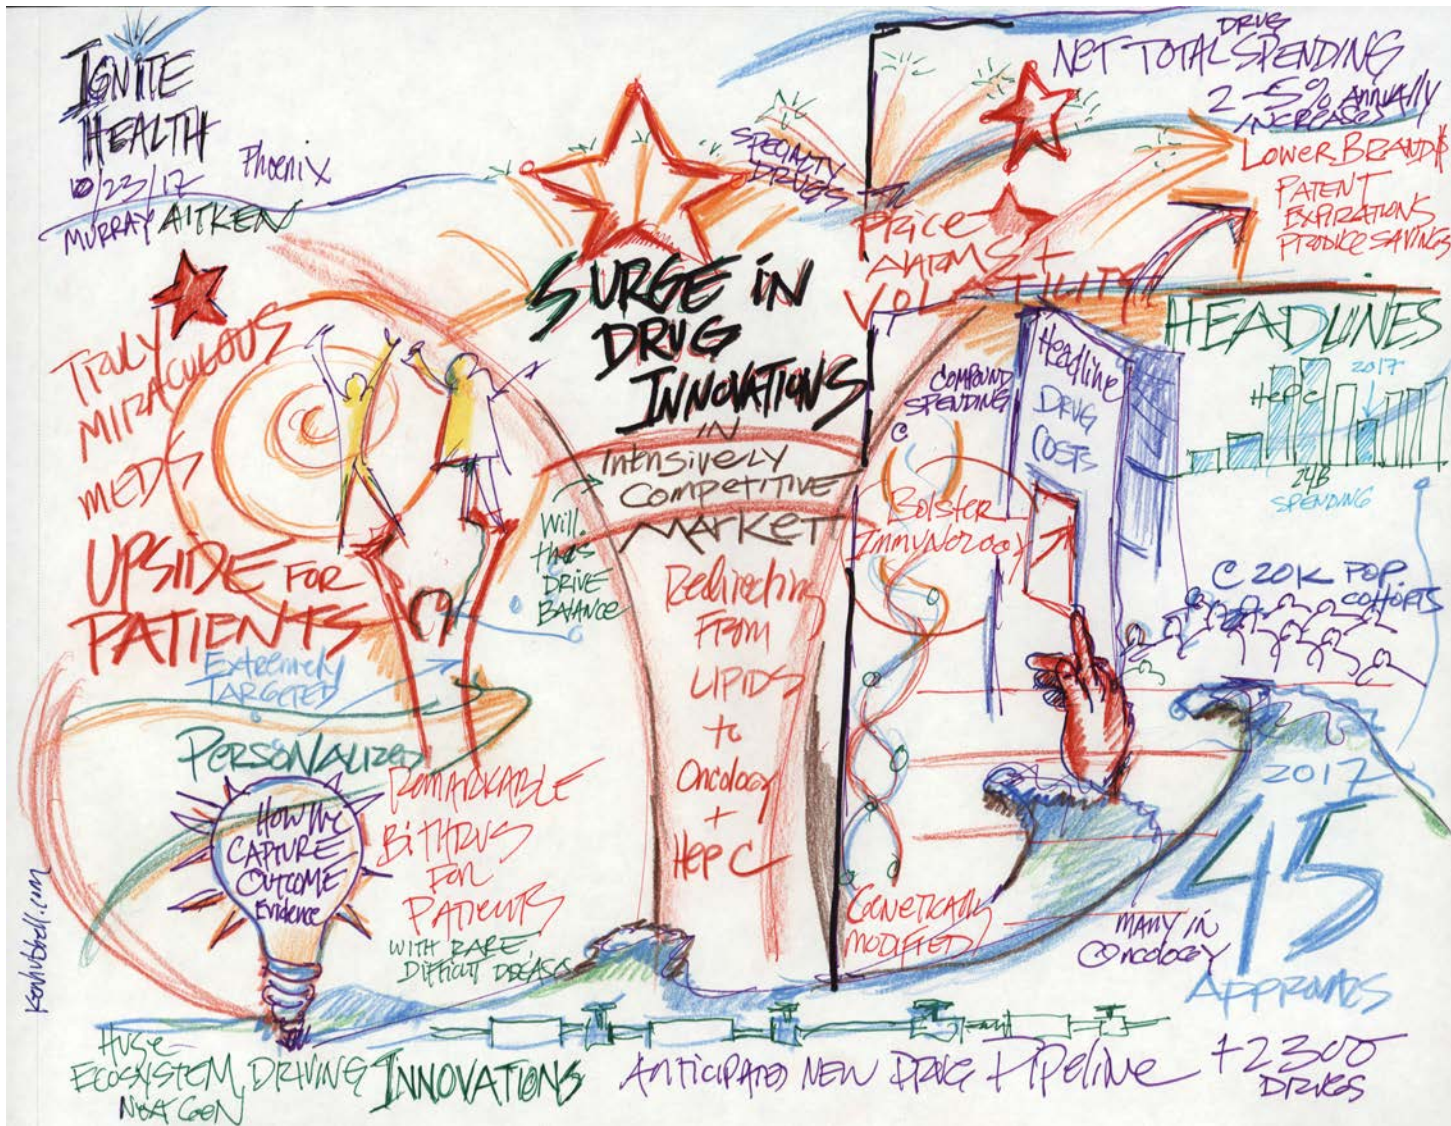 IGNITE
HEALTH
10/23/17 Phoenix
MURRAY AITKEN
TRULY
MIRACULOUS
MEDS
UPSIDE FOR
PATIENTS
EXTREMELY
TARGETED
PERSONALIZED
HOW WE
CAPTURE
OUTCOME
Evidence
REMARKABLE
FOR
PATIENTS
WITH RARE,
DIFFICULT DISEASES
Kenhubbell.com
SPECIALTY
DRUGS
SURGE IN
DRUG
INNOVATIONS
IN
INTENSIVELY
COMPETITIVE
MARKET
Will
this
DRIVE
BALANCE
Redirecting
From
LIPIDS
to
Oncology
+
Hep C
DRUG
NET TOTAL SPENDING
2-5% ANNUALLY
INCREASES
LOWER BRAND $
PATENT
EXPIRATIONS
PRODUCE SAVINGS
PRICE
ALARMS +
VOLATILITY
HEADLINES
COMPOUND
SPENDING
C
Headline
DRUG
COSTS
2017
HEP C
24B
SPENDING
Bolster
IMMUNOLOGY
C 20K POP
COHORTS
GENETICALLY
MODIFIED
2017
45
APPROVALS
MANY IN
ONCOLOGY
HUGE
ECOSYSTEM DRIVING INNOVATIONS
NEXT GEN
ANTICIPATED NEW DRUG PIPELINE +2300
DRUGS